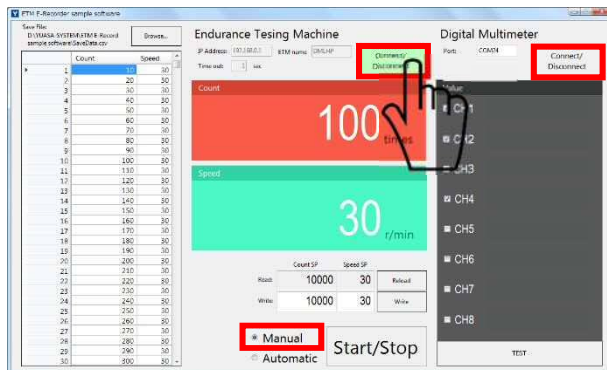 ETM E-Recorder sample software
Save File:
D:\YUASA SYSTEM\ETM E-Record
sample software\SaveData.csv
Browse...
Count Speed
1 10 30
2 20 30
3 30 30
4 40 30
5 50 30
6 60 30
7 70 30
8 80 30
9 90 30
10 100 30
11 110 30
12 120 30
13 130 30
14 140 30
15 150 30
16 160 30
17 170 30
18 180 30
19 190 30
20 200 30
21 210 30
22 220 30
23 230 30
24 240 30
25 250 30
26 260 30
27 270 30
28 280 30
29 290 30
30 300 30
Endurance Tesing Machine
IP Address: 192.168.0.1 ETM name: DMLHP
Time out: 1 sec
Connect/
Disconnect
Count
100 times
Speed
30 r/min
Count SP Speed SP
Read: 10000 30 Reload
Write: 10000 30 Write
Manual
Automatic
Start/Stop
Digital Multimeter
Port: COM24
Connect/
Disconnect
Value
CH1
CH2
CH3
CH4
CH5
CH6
CH7
CH8
TEST